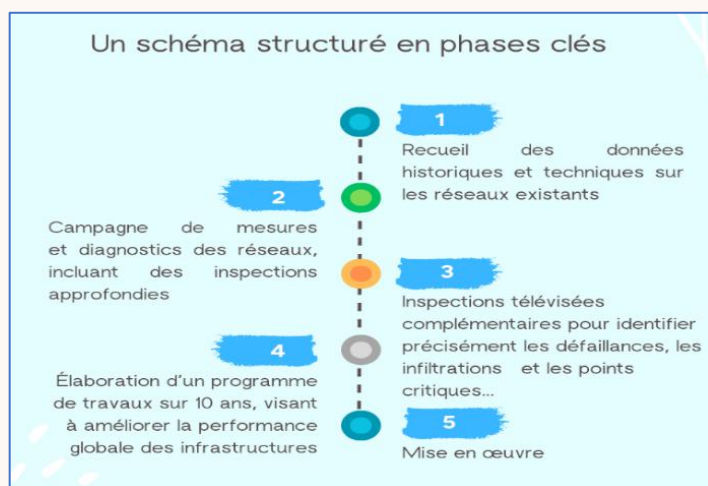 Un schéma structuré en phases clés
1
Recueil des données
historiques et techniques sur
les réseaux existants
2
Campagne de mesures
et diagnostics des réseaux,
incluant des inspections
approfondies
3
Inspections télévisées
complémentaires pour identifier
précisément les défaillances, les
infiltrations et les points
critiques...
4
Élaboration d'un programme
de travaux sur 10 ans, visant
à améliorer la performance
globale des infrastructures
5
Mise en œuvre